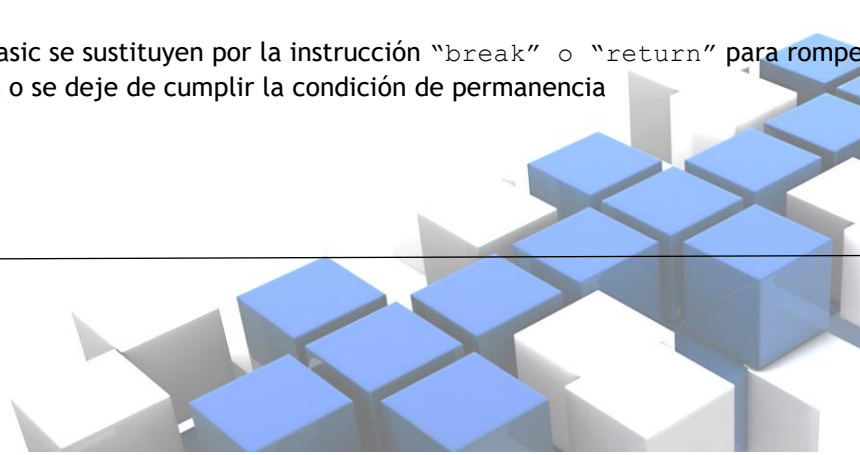 asic se sustituyen por la instrucción “break” o “return” para rompe
o se deje de cumplir la condición de permanencia